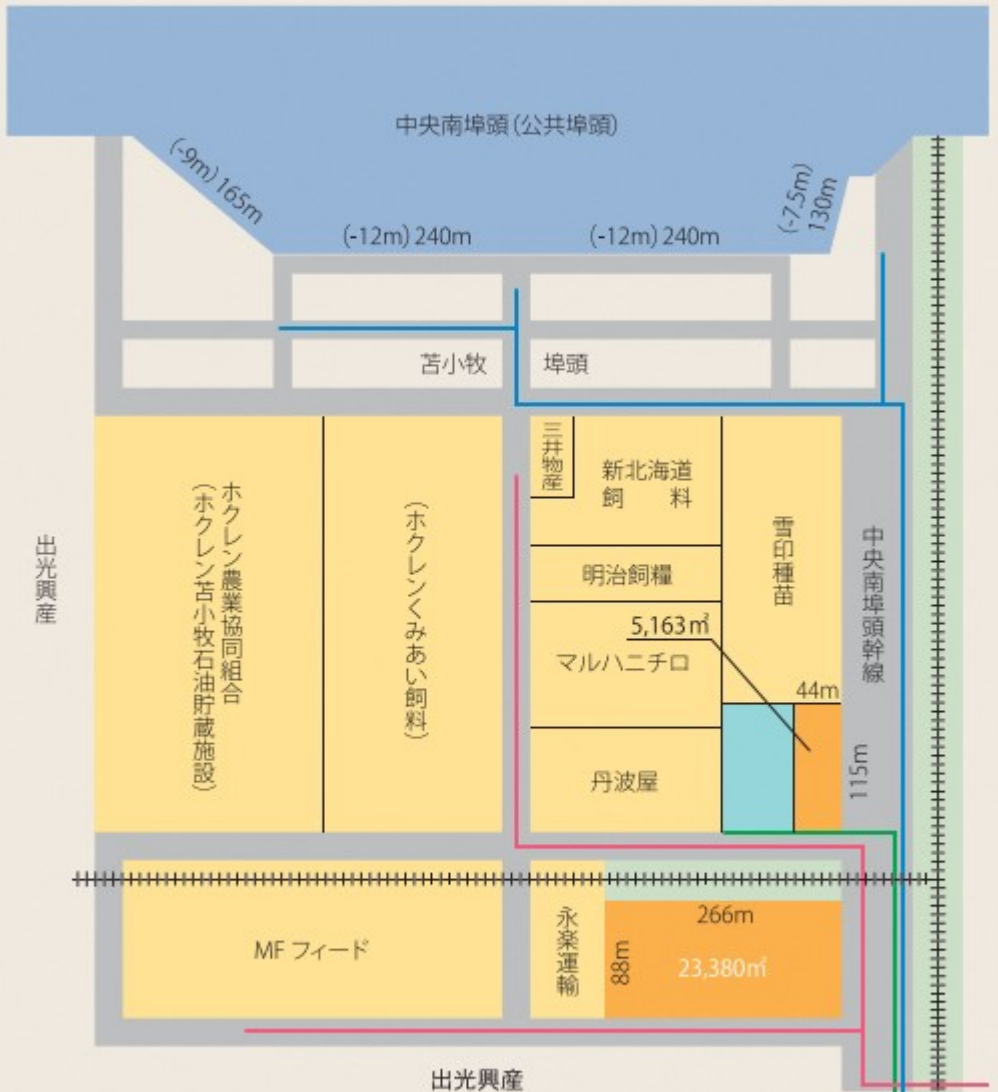 中央南埠頭(公共埠頭)
(-9m) 165m
(-12m) 240m
(-12m) 240m
(-7.5m)
130m
苫小牧
埠頭
出光興産
ホクレン農業協同組合
(ホクレン苫小牧石油貯蔵施設)
(ホクレンくみあい飼料)
三井物産
新北海道
飼 料
明治飼糧
5,163㎡
マルハニチロ
丹波屋
雪印種苗
44m
115m
中央南埠頭幹線
MFフィード
永楽運輸
266m
88m
23,380㎡
出光興産